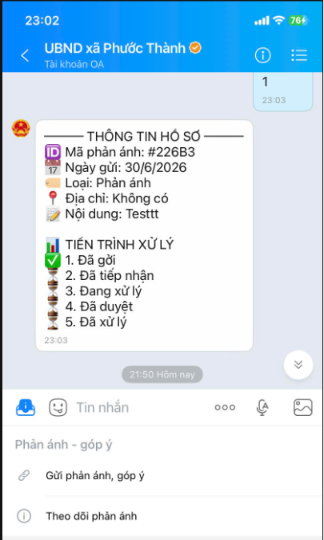 23:02
76
UBND xã Phước Thành
Tài khoản OA
1
23:03
THÔNG TIN HỒ SƠ
ID Mã phản ánh: #226B3
Ngày gửi: 30/6/2026
Loại: Phản ánh
Địa chỉ: Không có
Nội dung: Testtt
TIẾN TRÌNH XỬ LÝ
1. Đã gởi
2. Đã tiếp nhận
3. Đang xử lý
4. Đã duyệt
5. Đã xử lý
23:03
21:50 Hôm nay
Tin nhắn
Phản ánh - góp ý
Gửi phản ánh, góp ý
Theo dõi phản ánh